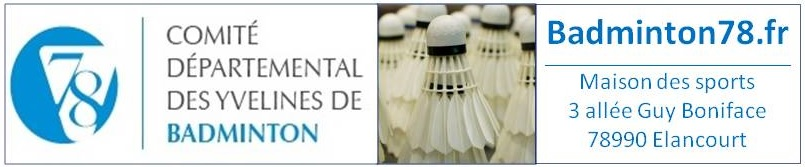 78
COMITÉ
DÉPARTEMENTAL
DES YVELINES DE
BADMINTON
Badminton78.fr
Maison des sports
3 allée Guy Boniface
78990 Elancourt